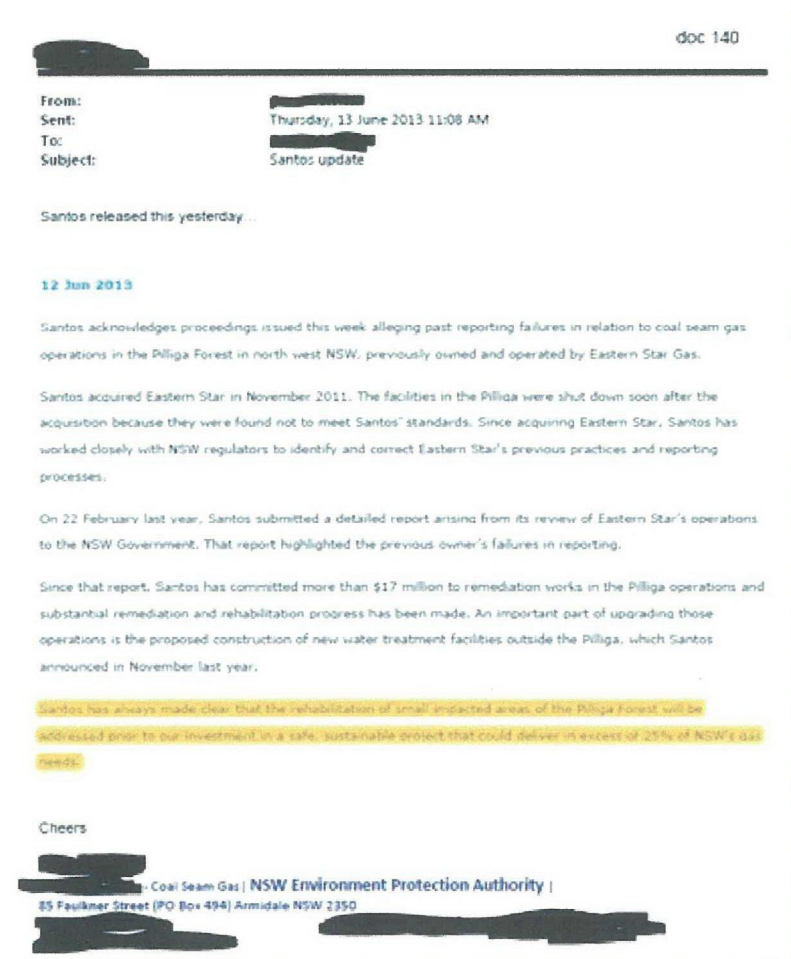 doc 140
From:
Sent: Thursday, 13 June 2013 11:08 AM
To:
Subject: Santos update
Santos released this yesterday...
12 Jun 2013
Santos acknowledges proceedings issued this week alleging past reporting failures in relation to coal seam gas
operations in the Pilliga Forest in north west NSW, previously owned and operated by Eastern Star Gas.
Santos acquired Eastern Star in November 2011. The facilities in the Pilliga were shut down soon after the
acquisition because they were found not to meet Santos' standards. Since acquiring Eastern Star, Santos has
worked closely with NSW regulators to identify and correct Eastern Star's previous practices and reporting
processes.
On 22 February last year, Santos submitted a detailed report arising from its review of Eastern Star's operations
to the NSW Government. That report highlighted the previous owner's failures in reporting.
Since that report, Santos has committed more than $17 million to remediation works in the Pilliga operations and
substantial remediation and rehabilitation progress has been made. An important part of upgrading those
operations is the proposed construction of new water treatment facilities outside the Pilliga, which Santos
announced in November last year.
Santos has always made clear that the rehabilitation of small impacted areas of the Pilliga Forest will be
addressed prior to our investment in a safe, sustainable project that could deliver in excess of 25% of NSW's gas
needs.
Cheers
- Coal Seam Gas | NSW Environment Protection Authority |
85 Faulkner Street (PO Box 494) Armidale NSW 2350